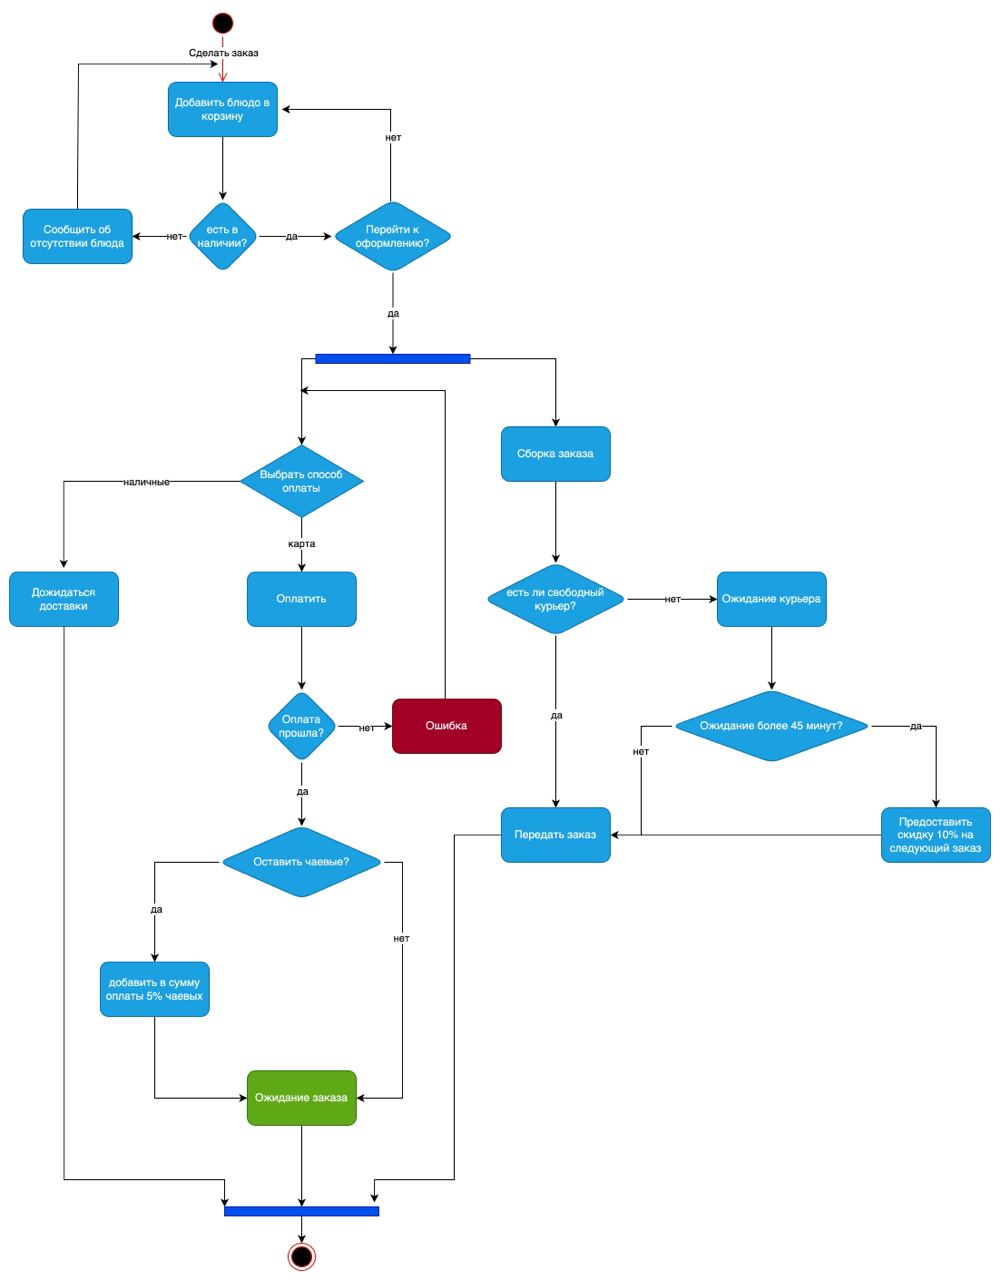 Сделать заказ
Добавить блюдо в
корзину
нет
Сообщить об
отсутствии блюда
нет
есть в
наличии?
да
Перейти к
оформлению?
да
Сборка заказа
Выбрать способ
оплаты
наличные
карта
Дожидаться
доставки
Оплатить
есть ли свободный
курьер?
нет
Ожидание курьера
Оплата
прошла?
нет
Ошибка
да
Ожидание более 45 минут?
да
нет
да
Передать заказ
Предоставить
скидку 10% на
следующий заказ
Оставить чаевые?
да
нет
добавить в сумму
оплаты 5% чаевых
Ожидание заказа